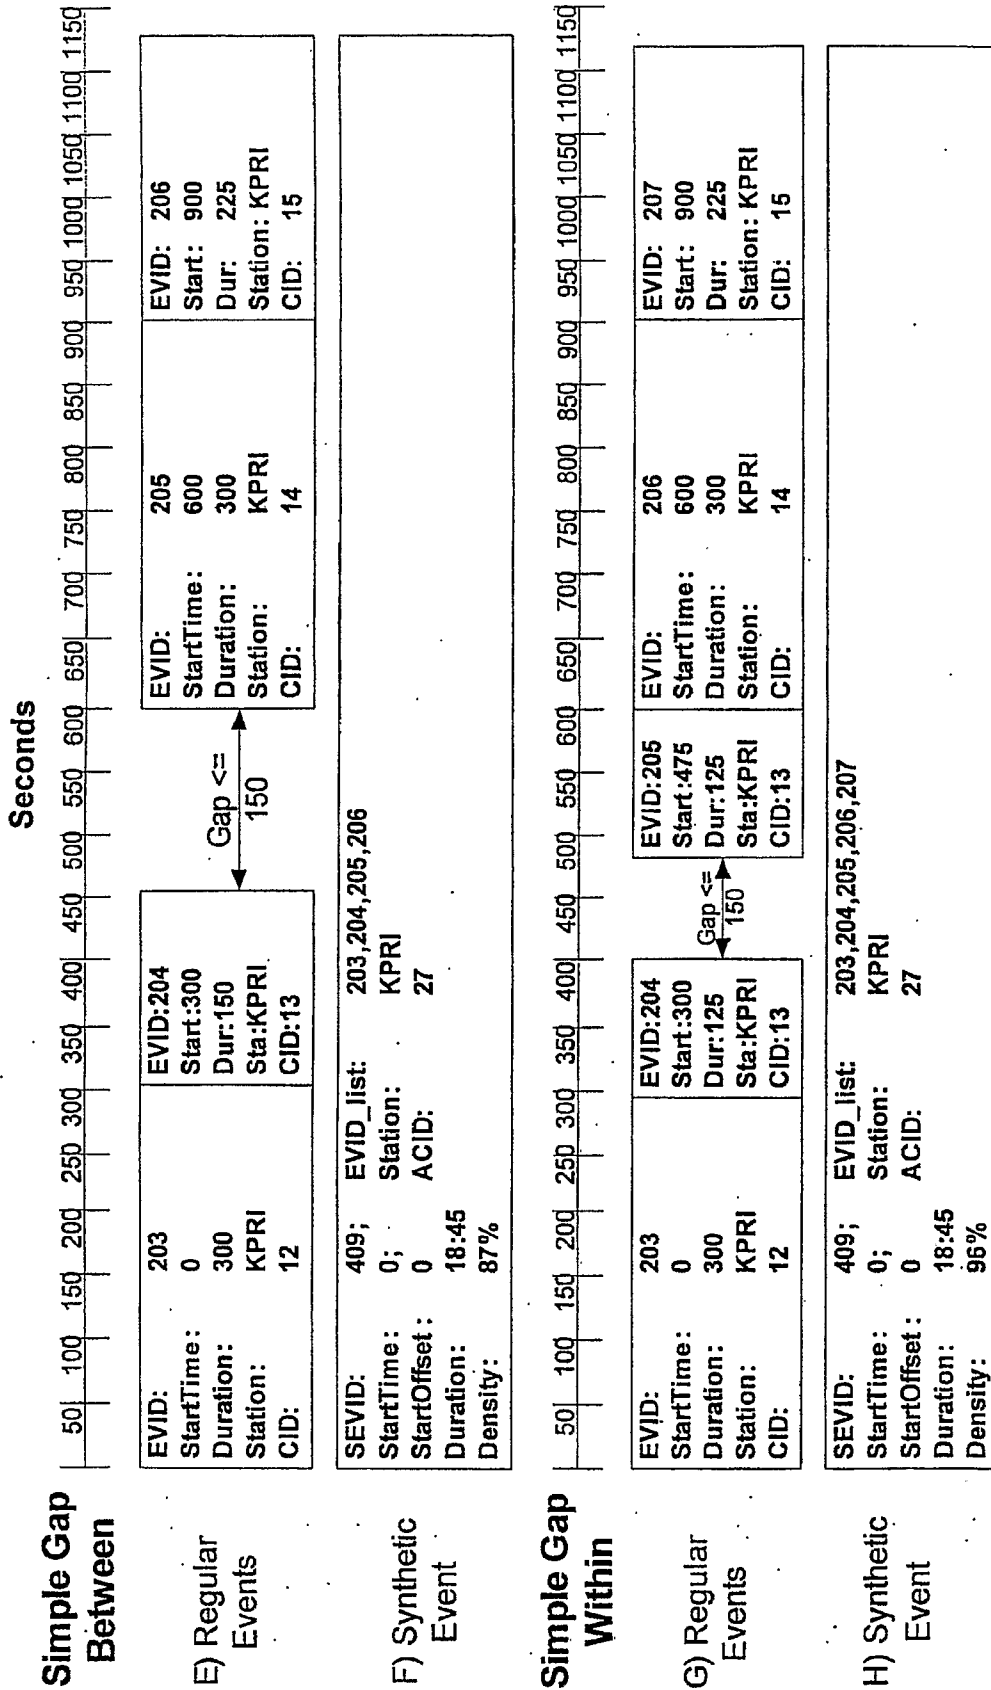 Seconds
50 100 150 200 250 300 350 400 450 500 550 600 650 700 750 800 850 900 950 1000 1050 1100 1150
Simple Gap
Between
E) Regular
Events
EVID: 203
StartTime: 0
Duration: 300
Station: KPRI
CID: 12
EVID:204
Start:300
Dur:150
Sta:KPRI
CID:13
Gap <=
150
EVID: 205
StartTime: 600
Duration: 300
Station: KPRI
CID: 14
EVID: 206
Start: 900
Dur: 225
Station: KPRI
CID: 15
F) Synthetic
Event
SEVID: 409; EVID_list: 203,204,205,206
StartTime: 0; Station: KPRI
StartOffset: 0 ACID: 27
Duration: 18:45
Density: 87%
50 100 150 200 250 300 350 400 450 500 550 600 650 700 750 800 850 900 950 1000 1050 1100 1150
Simple Gap
Within
G) Regular
Events
EVID: 203
StartTime: 0
Duration: 300
Station: KPRI
CID: 12
EVID:204
Start:300
Dur:125
Sta:KPRI
CID:13
Gap <=
150
EVID:205
Start:475
Dur:125
Sta:KPRI
CID:13
EVID: 206
StartTime: 600
Duration: 300
Station: KPRI
CID: 14
EVID: 207
Start: 900
Dur: 225
Station: KPRI
CID: 15
H) Synthetic
Event
SEVID: 409; EVID_list: 203,204,205,206,207
StartTime: 0; Station: KPRI
StartOffset: 0 ACID: 27
Duration: 18:45
Density: 96%